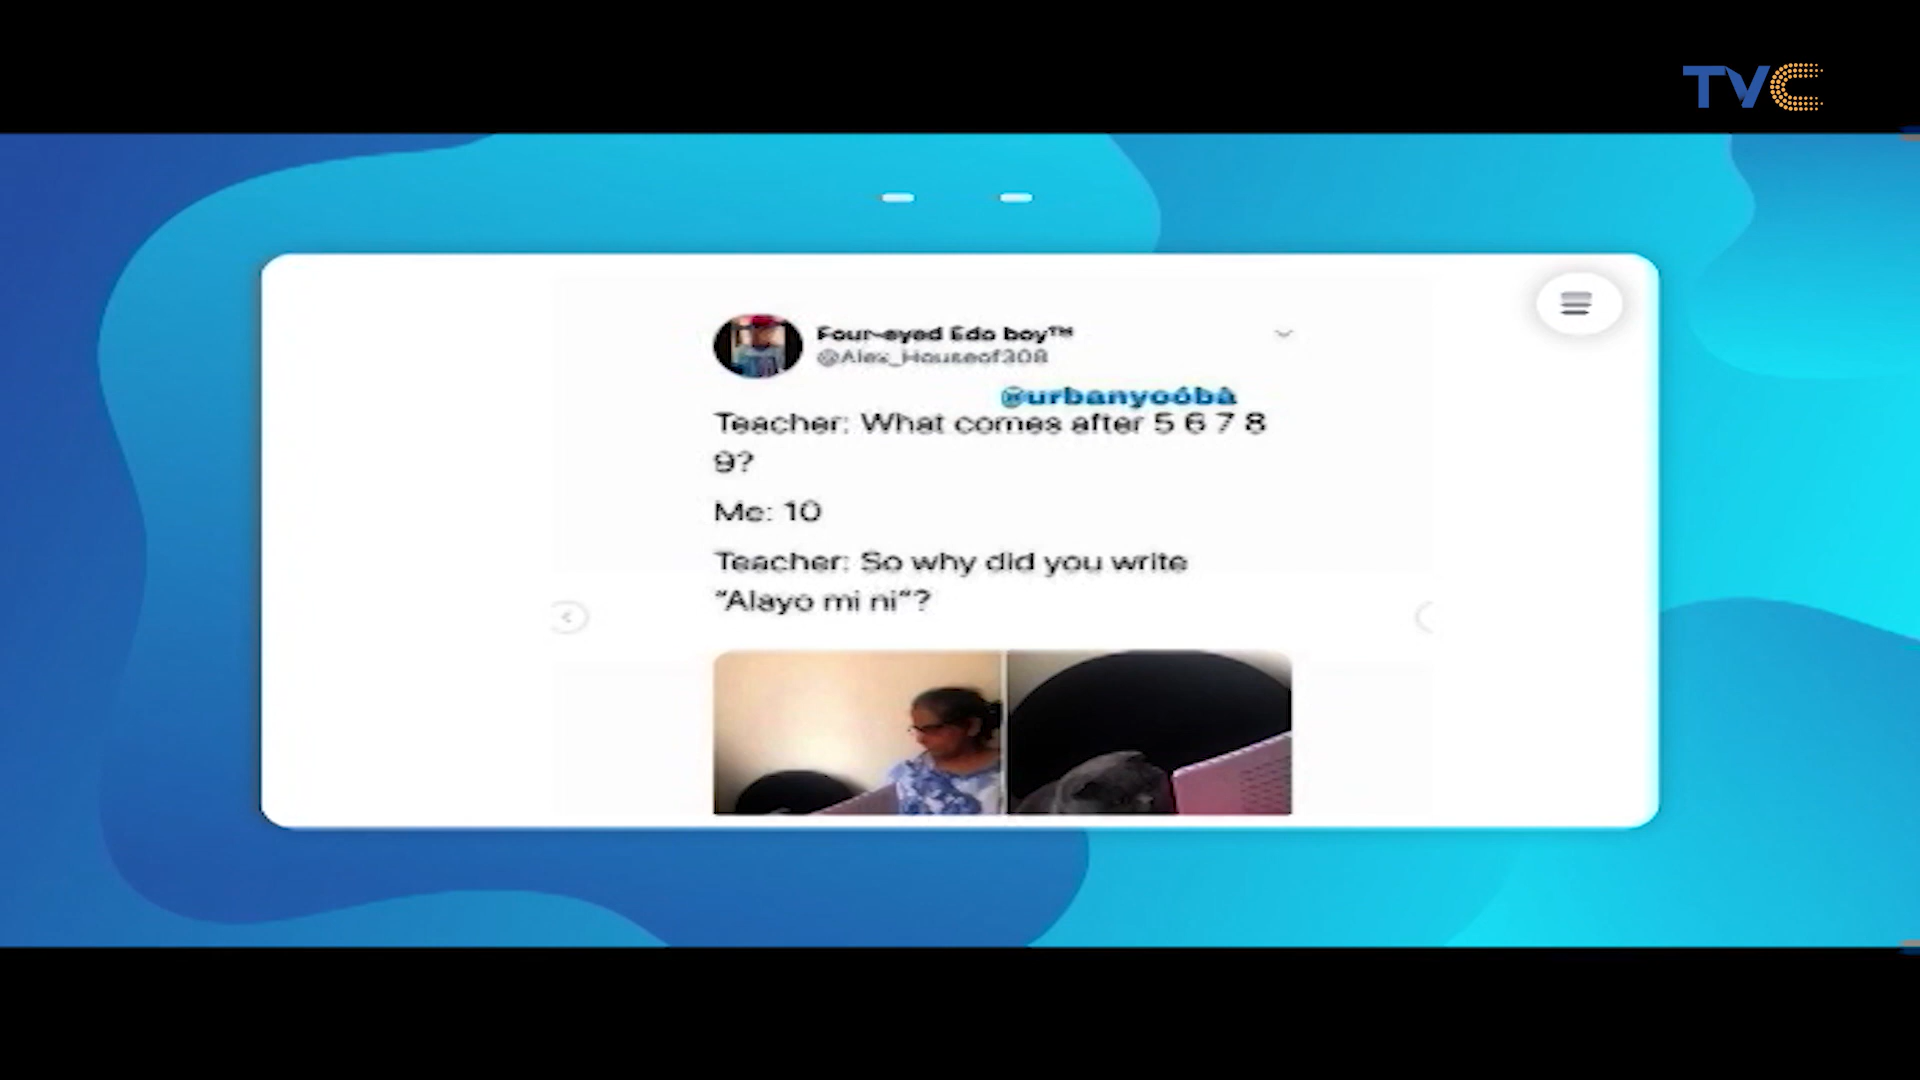 TVC
Four-eyed Edo boy™
@Alex_Houseof308
@urbanyoóbà
Teacher: What comes after 5 6 7 8
9?
Me: 10
Teacher: So why did you write
“Alayo mi ni“?